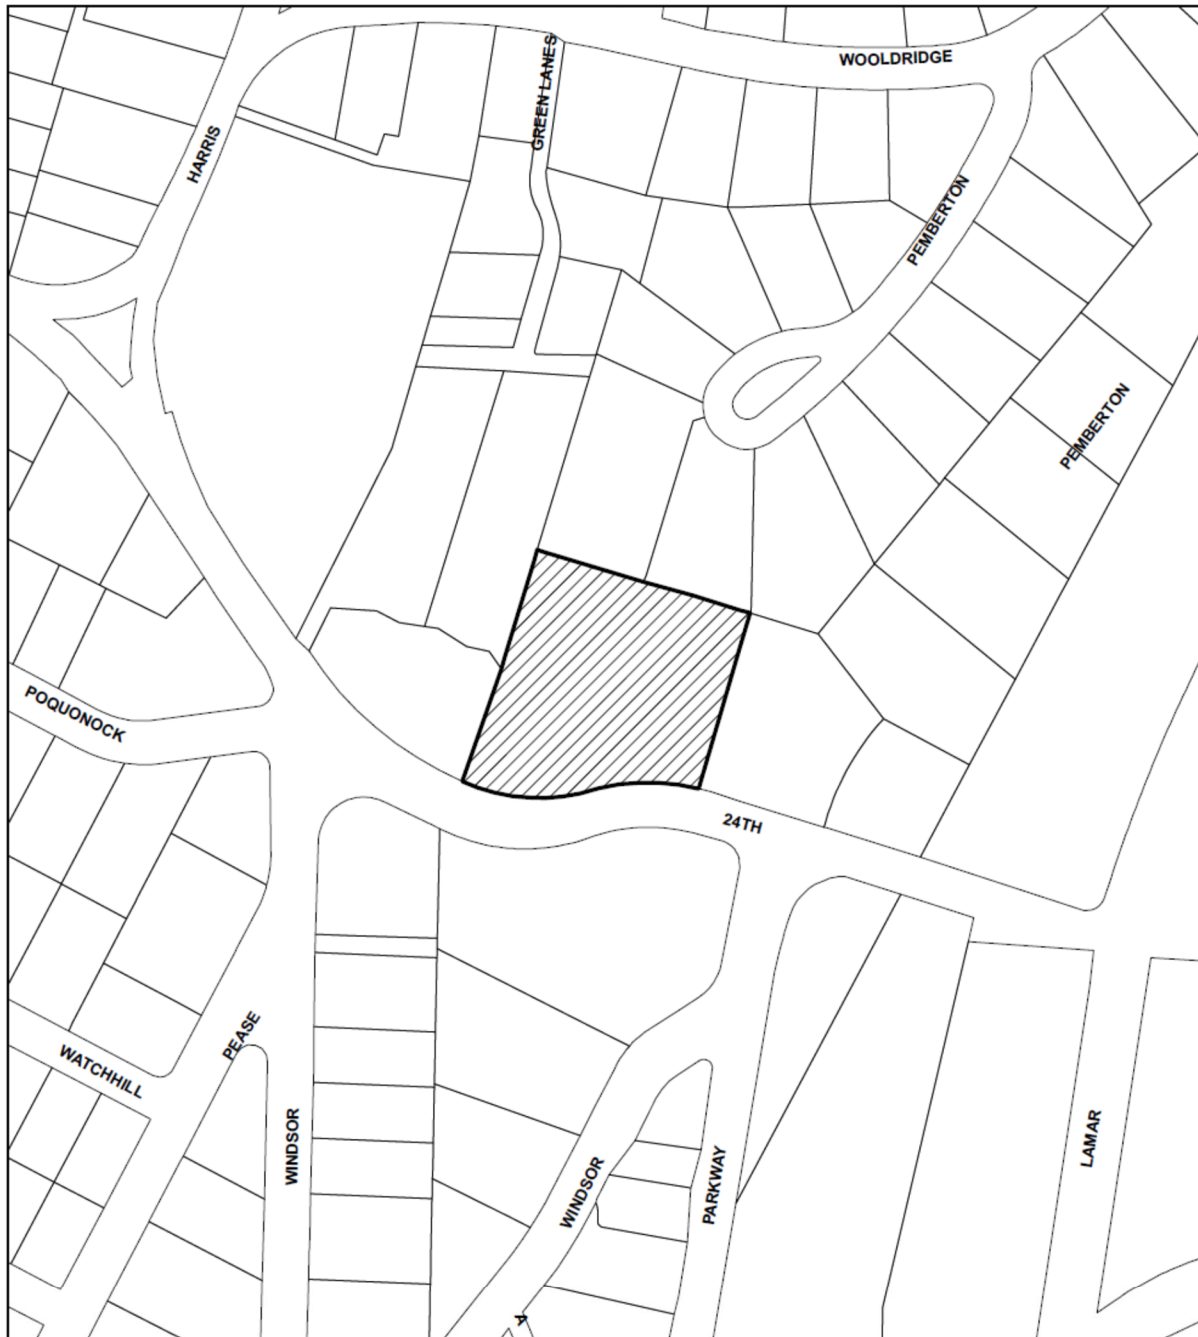 WOOLDRIDGE
GREEN LANES
HARRIS
PEMBERTON
PEMBERTON
POQUONOCK
24TH
PEASE
WATCHHILL
WINDSOR
LAMAR
PARKWAY
WINDSOR
A